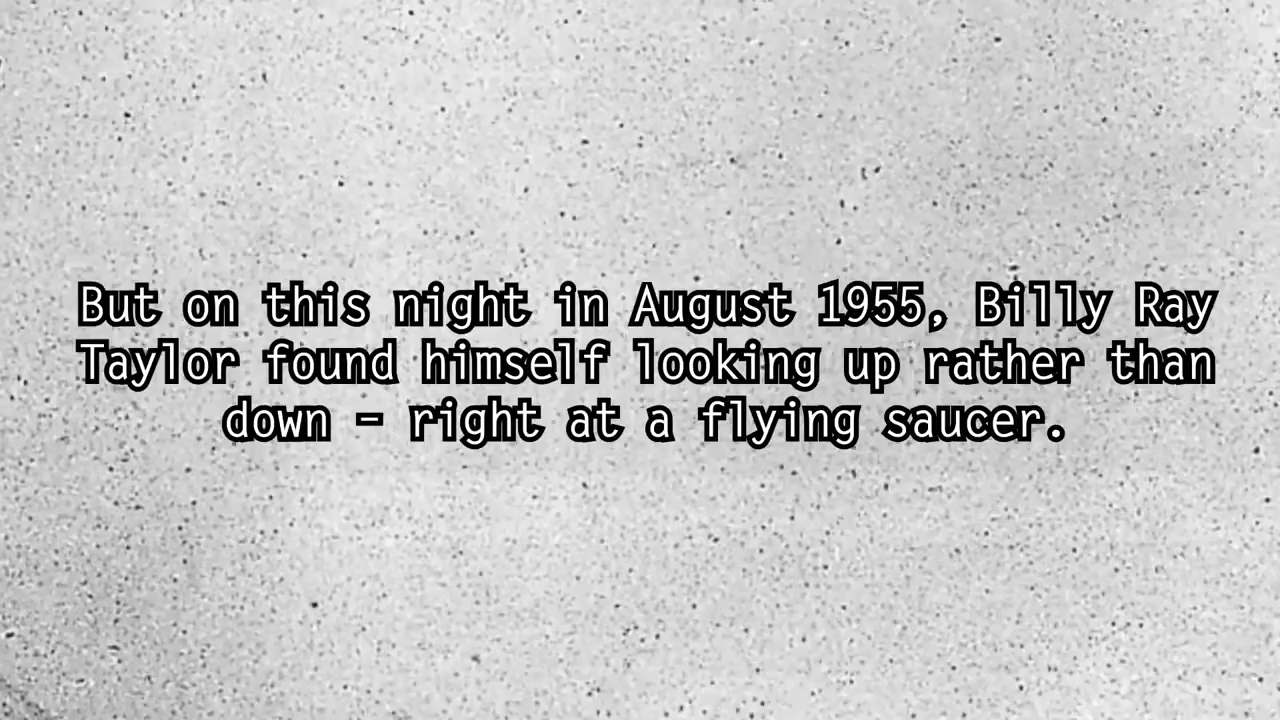 But on this night in August 1955, Billy Ray
Taylor found himself looking up rather than
down - right at a flying saucer.